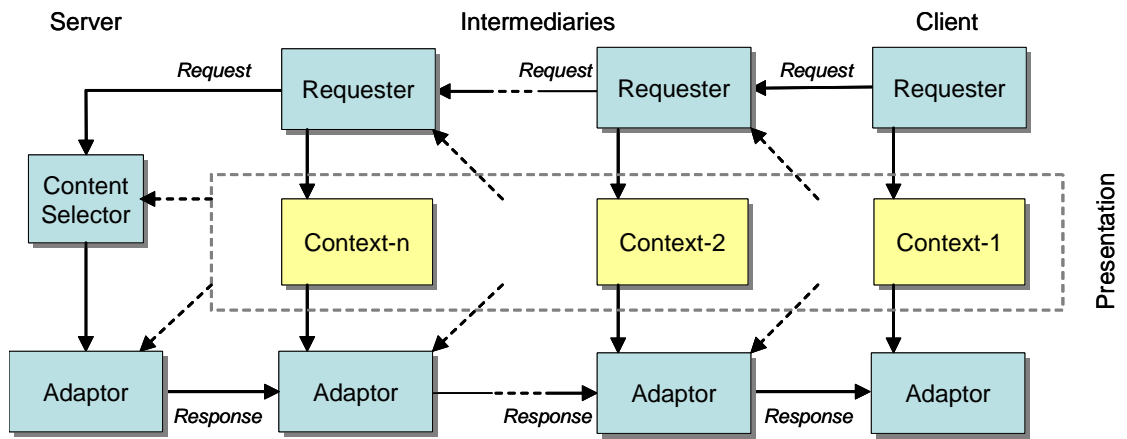 Server
Intermediaries
Client
Request
Request
Request
Requester
Requester
Requester
Content
Selector
Context-n
Context-2
Context-1
Presentation
Adaptor
Adaptor
Adaptor
Adaptor
Response
Response
Response